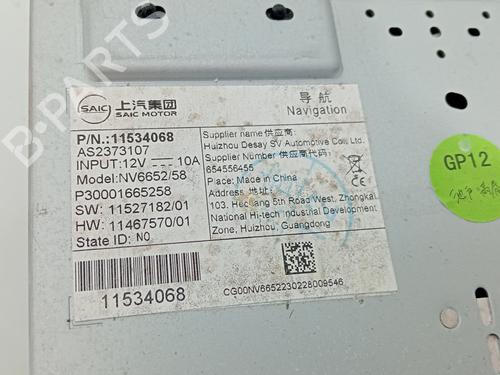 SAIC 上汽集团
SAIC MOTOR
导航
Navigation
P/N.:11534068
AS2373107
INPUT:12V 10A
Model:NV6652/58
P30001665258
SW: 11527182/01
HW: 11467570/01
State ID: N0
Supplier name 供应商:
Huizhou Desay SV Automotive Co., Ltd.
Supplier Number 供应商代码:
654556455
Place: Made in China
Address 地址:
103, Hechang 5th Road West, Zhongkai
National Hi-tech Industrial Development
Zone, Huizhou, Guangdong
11534068
CG00NV6652230228009546
GP12
B-PARTS